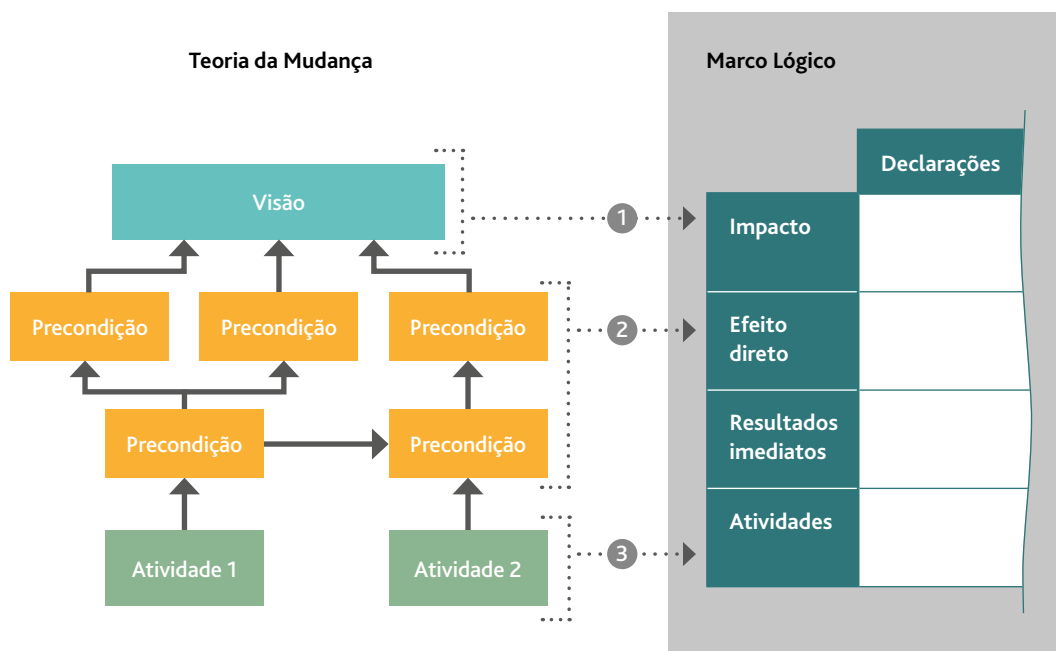 Teoria da Mudança
Visão
Precondição
Precondição
Precondição
Precondição
Precondição
Atividade 1
Atividade 2
1
2
3
Marco Lógico
Declarações
Impacto
Efeito
direto
Resultados
imediatos
Atividades